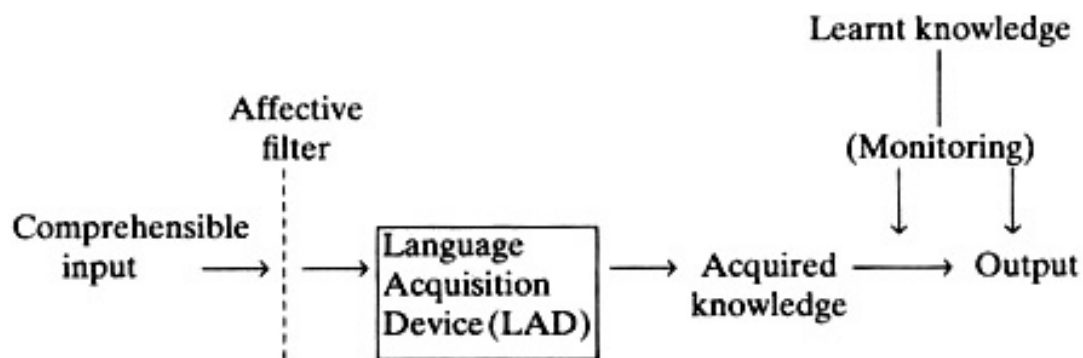 Learnt knowledge
Affective
filter
(Monitoring)
Comprehensible
input
Language
Acquisition
Device (LAD)
Acquired
knowledge
Output